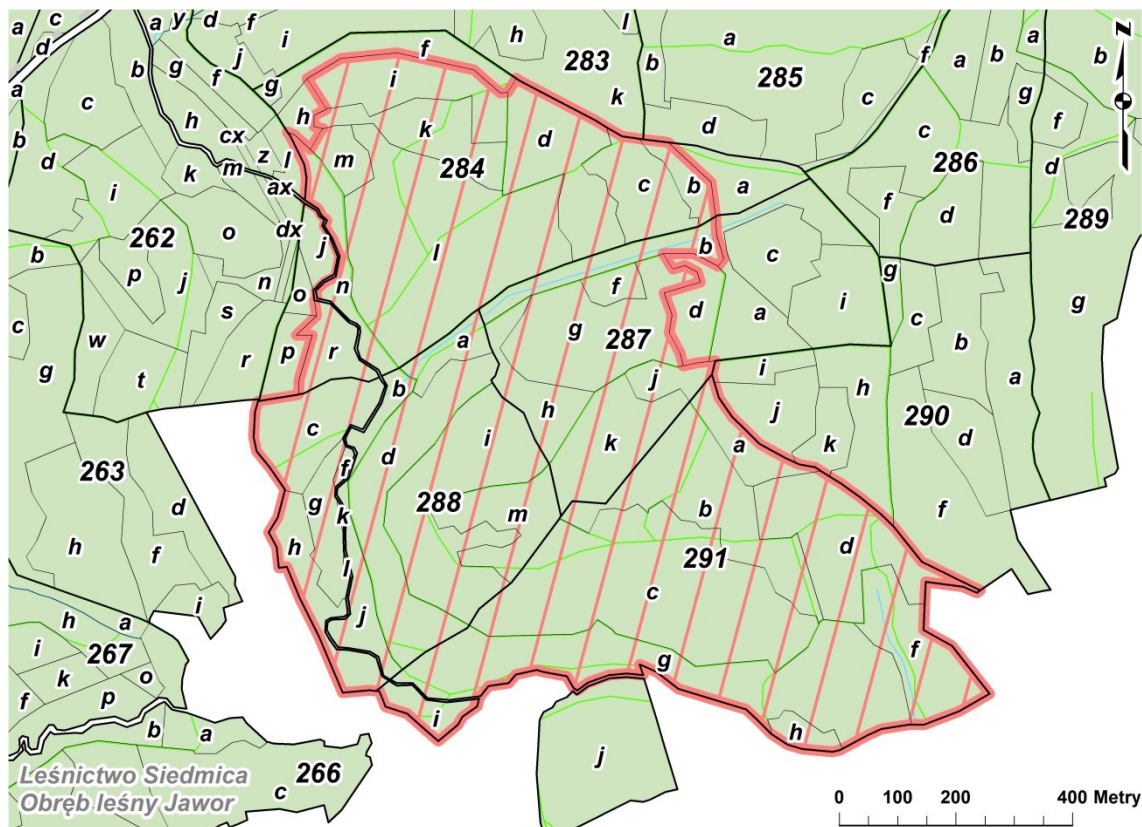 a c a y d f f h l a f a b a b
d j i 283 b 285 g
b g f g k c f
a c h h i k d d c 286
b cx z l m 284 c b a d 289
d i k m ax f d
262 o dx j l b c g
b p j n n o f d a i g
c s g 287 c b
g w t r p r a j i a
b h j h 290
c d i k k d
263 f a
d g k 288 m b f
h f h l d
i 291
a j c f
h 267 g
i k o
f p i h
b a
266 j
c
Leśnictwo Siedmica
Obręb leśny Jawor
0 100 200 400 Metry
N